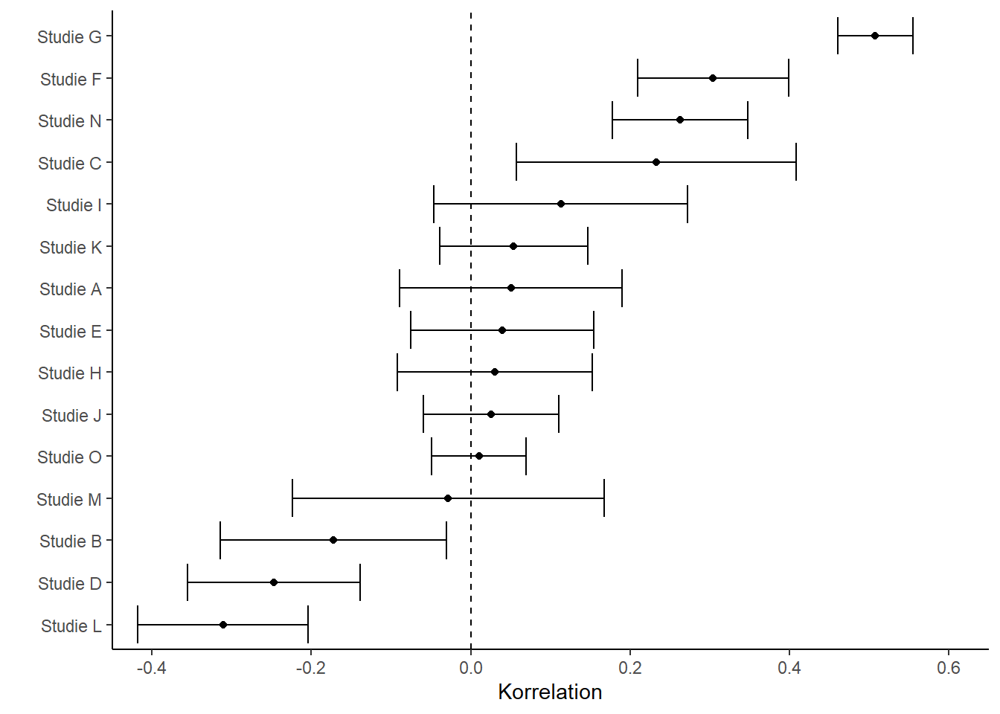 Studie G
Studie F
Studie N
Studie C
Studie I
Studie K
Studie A
Studie E
Studie H
Studie J
Studie O
Studie M
Studie B
Studie D
Studie L
-0.4 -0.2 0.0 0.2 0.4 0.6
Korrelation